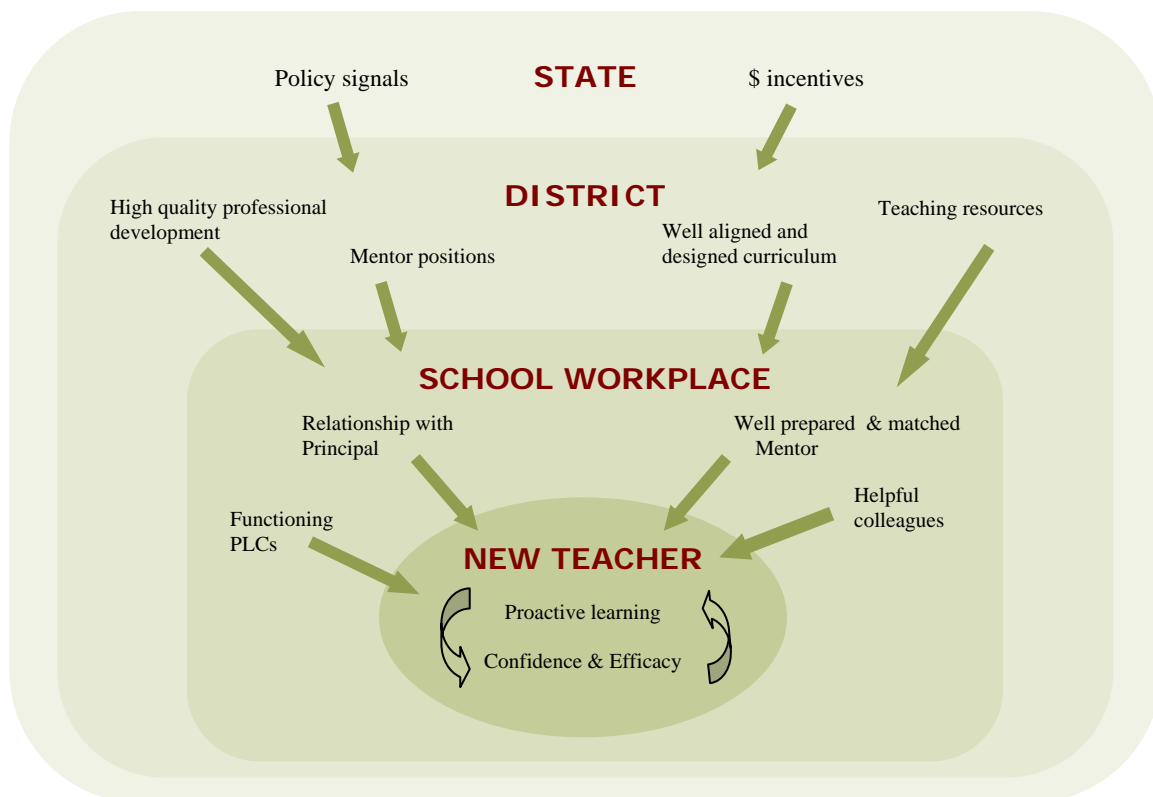 Policy signals
STATE
$ incentives
DISTRICT
High quality professional
development
Teaching resources
Mentor positions
Well aligned and
designed curriculum
SCHOOL WORKPLACE
Relationship with
Principal
Well prepared & matched
Mentor
Functioning
PLCs
Helpful
colleagues
NEW TEACHER
Proactive learning
Confidence & Efficacy